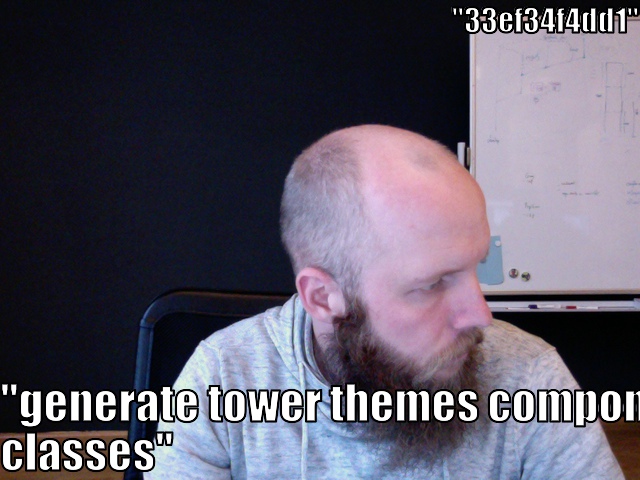 "33ef34f4dd1"
"generate tower themes compon
classes"